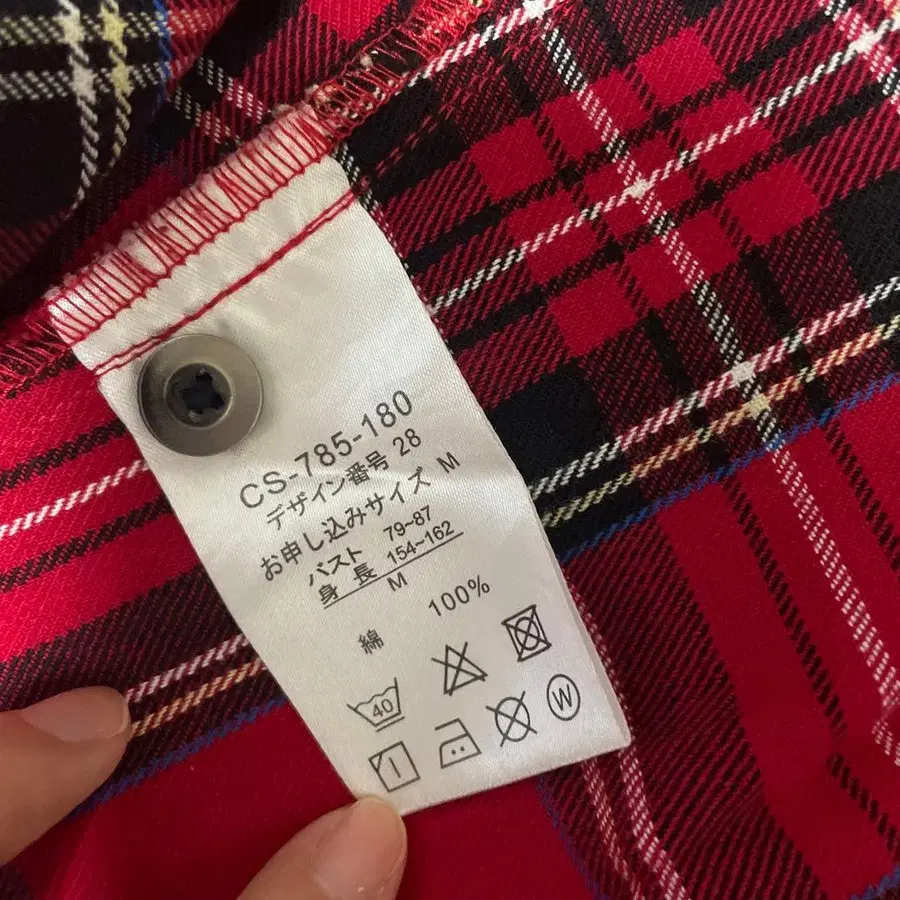 CS-785-180
デザイン番号 28
お申し込みサイズ M
バスト 79~87
身 長 154~162
M
綿 100%
40
W